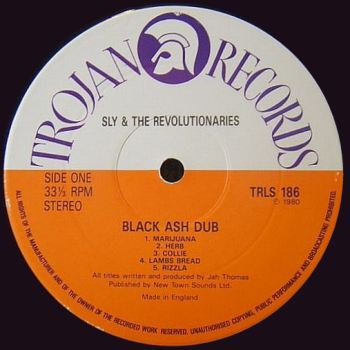 TROJAN RECORDS
SLY & THE REVOLUTIONARIES
SIDE ONE
33⅓ RPM
STEREO
TRLS 186
℗ 1980
BLACK ASH DUB
1. MARIJUANA
2. HERB
3. COLLIE
4. LAMBS BREAD
5. RIZZLA
All titles written and produced by Jah Thomas
Published by New Town Sounds Ltd.
Made in England
ALL RIGHTS OF THE MANUFACTURER AND OF THE OWNER OF THE RECORDED WORK RESERVED. UNAUTHORISED COPYING, PUBLIC PERFORMANCE AND BROADCASTING PROHIBITED.